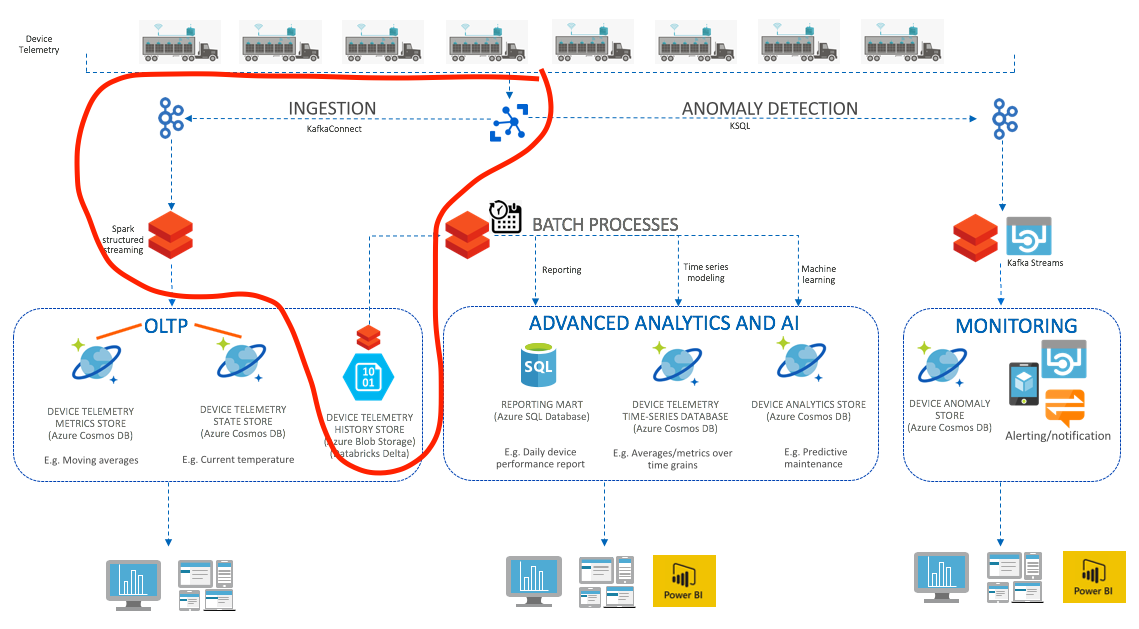 Device
Telemetry
INGESTION
KafkaConnect
ANOMALY DETECTION
KSQL
Spark
structured
streaming
BATCH PROCESSES
Reporting
Time series
modeling
Machine
learning
Kafka Streams
OLTP
DEVICE TELEMETRY
METRICS STORE
(Azure Cosmos DB)
E.g. Moving averages
DEVICE TELEMETRY
STATE STORE
(Azure Cosmos DB)
E.g. Current temperature
10
01
DEVICE TELEMETRY
HISTORY STORE
(Azure Blob Storage)
(Databricks Delta)
ADVANCED ANALYTICS AND AI
SQL
REPORTING MART
(Azure SQL Database)
E.g. Daily device
performance report
DEVICE TELEMETRY
TIME-SERIES DATABASE
(Azure Cosmos DB)
E.g. Averages/metrics over
time grains
DEVICE ANALYTICS STORE
(Azure Cosmos DB)
E.g. Predictive
maintenance
MONITORING
DEVICE ANOMALY
STORE
(Azure Cosmos DB)
Alerting/notification
Power BI
Power BI